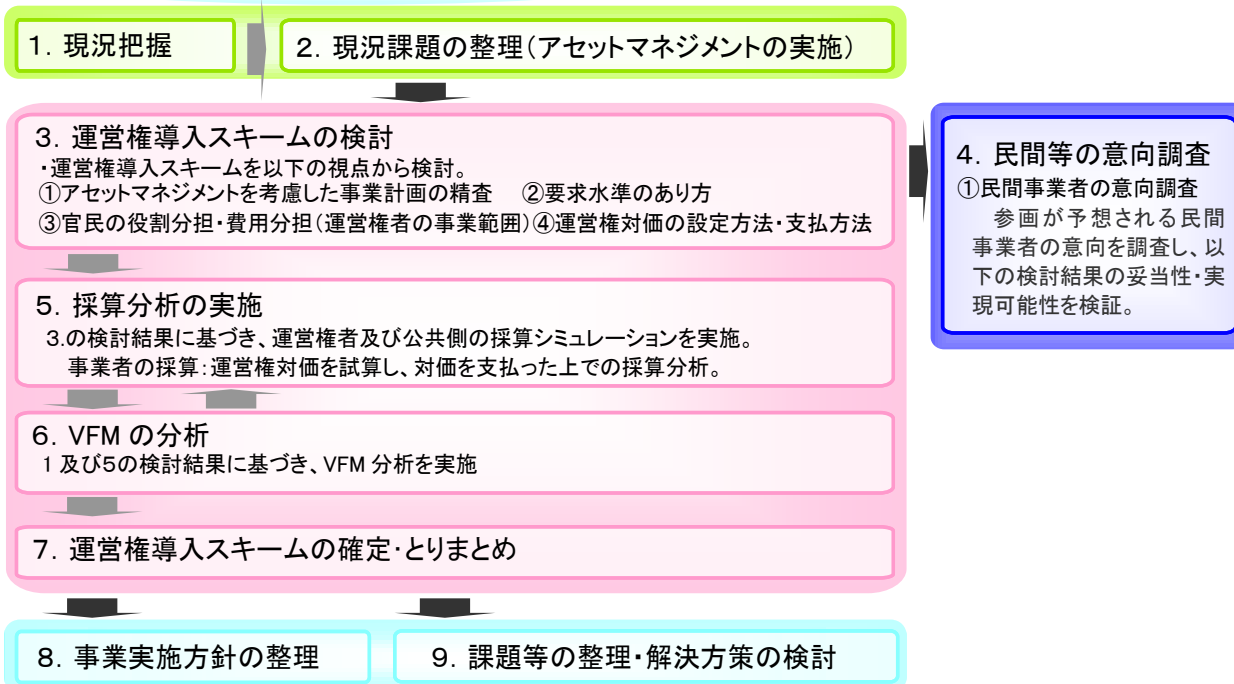 1．現況把握
2．現況課題の整理（アセットマネジメントの実施）
3．運営権導入スキームの検討
・運営権導入スキームを以下の視点から検討。
①アセットマネジメントを考慮した事業計画の精査　②要求水準のあり方
③官民の役割分担・費用分担（運営権者の事業範囲）④運営権対価の設定方法・支払方法
4．民間等の意向調査
①民間事業者の意向調査
参画が予想される民間
事業者の意向を調査し、以
下の検討結果の妥当性・実
現可能性を検証。
5．採算分析の実施
3.の検討結果に基づき、運営権者及び公共側の採算シミュレーションを実施。
事業者の採算：運営権対価を試算し、対価を支払った上での採算分析。
6．VFM の分析
1 及び5の検討結果に基づき、VFM 分析を実施
7．運営権導入スキームの確定・とりまとめ
8．事業実施方針の整理
9．課題等の整理・解決方策の検討